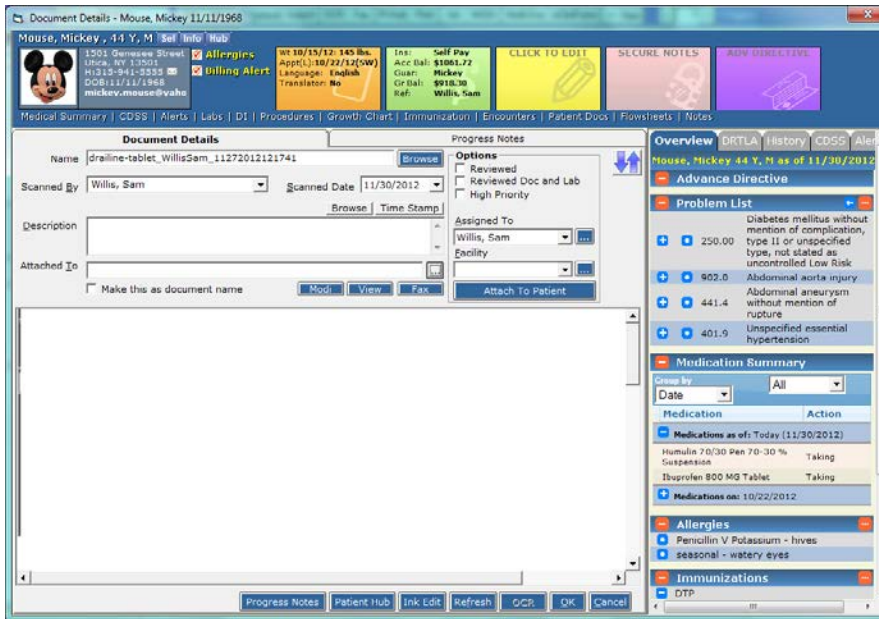 Document Details - Mouse, Mickey 11/11/1968
Mouse, Mickey , 44 Y, M Sel Info Hub
1501 Genesee Street
Utica, NY 13501
H:315-941-5555
DOB:11/11/1968
mickey.mouse@yaho
Allergies
Billing Alert
Wt 10/15/12: 145 lbs.
Appt(L):10/22/12(SW)
Language: English
Translator: No
Ins: Self Pay
Acc Bal: $1061.72
Guar: Mickey
Gr Bal: $918.30
Ref: Willis, Sam
CLICK TO EDIT
SECURE NOTES
ADV DIRECTIVE
Medical Summary | CDSS | Alerts | Labs | DI | Procedures | Growth Chart | Immunization | Encounters | Patient Docs | Flowsheets | Notes
Document Details
Progress Notes
Name drailine-tablet_WillisSam_11272012121741 Browse
Scanned By Willis, Sam Scanned Date 11/30/2012
Browse Time Stamp
Description
Attached To
Make this as document name Modi View Fax
Options
Reviewed
Reviewed Doc and Lab
High Priority
Assigned To
Willis, Sam ...
Facility
...
Attach To Patient
Progress Notes Patient Hub Ink Edit Refresh OCR OK Cancel
Overview DRTLA History CDSS Aler
Mouse, Mickey 44 Y, M as of 11/30/2012
Advance Directive
Problem List
250.00 Diabetes mellitus without
mention of complication,
type II or unspecified
type, not stated as
uncontrolled Low Risk
902.0 Abdominal aorta injury
441.4 Abdominal aneurysm
without mention of
rupture
401.9 Unspecified essential
hypertension
Medication Summary
Group by
Date All
Medication Action
Medications as of: Today (11/30/2012)
Humulin 70/30 Pen 70-30 %
Suspension Taking
Ibuprofen 800 MG Tablet Taking
Medications on: 10/22/2012
Allergies
Penicillin V Potassium - hives
seasonal - watery eyes
Immunizations
DTP